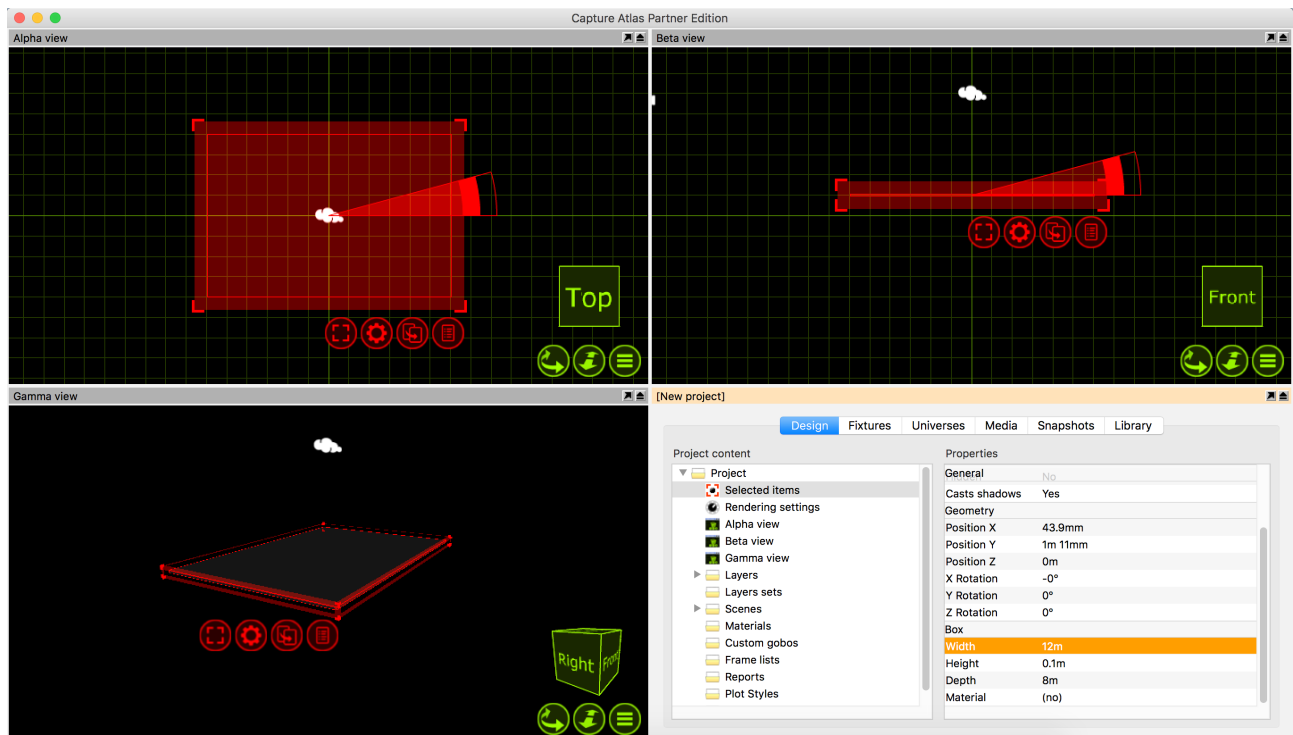 Capture Atlas Partner Edition
Alpha view
Beta view
Top
Front
Gamma view
[New project]
Right Front
Design Fixtures Universes Media Snapshots Library
Project content
Project
Selected items
Rendering settings
Alpha view
Beta view
Gamma view
Layers
Layers sets
Scenes
Materials
Custom gobos
Frame lists
Reports
Plot Styles
Properties
General
No
Casts shadows Yes
Geometry
Position X 43.9mm
Position Y 1m 11mm
Position Z 0m
X Rotation -0°
Y Rotation 0°
Z Rotation 0°
Box
Width 12m
Height 0.1m
Depth 8m
Material (no)